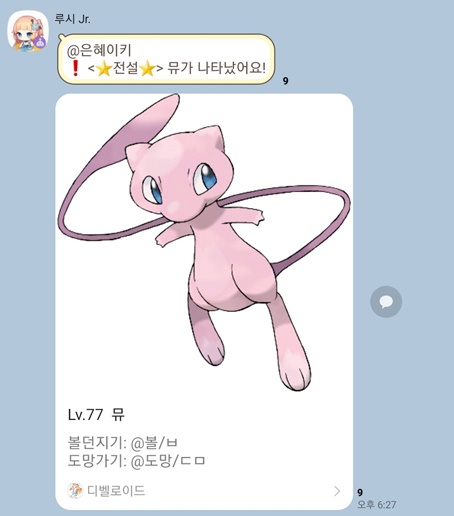 루시 Jr.
@은혜이키
❗ <⭐전설⭐> 뮤가 나타났어요!
9
Lv.77 뮤
볼던지기: @볼/ㅂ
도망가기: @도망/ㄷㅁ
디벨로이드
9
오후 6:27